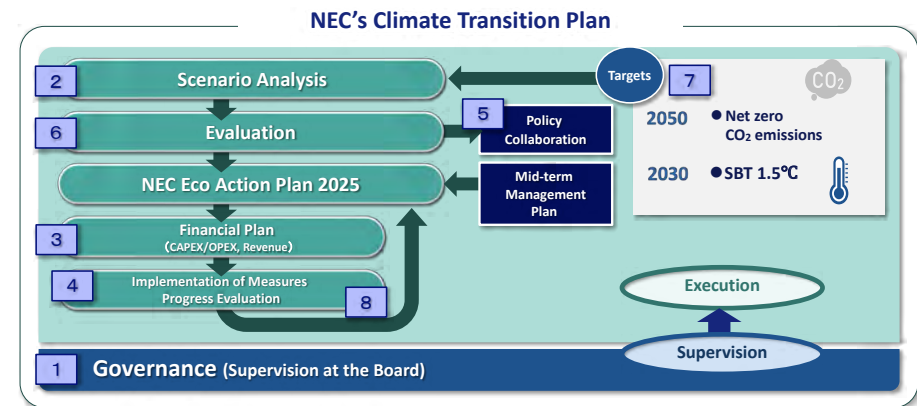 NEC's Climate Transition Plan
2
Scenario Analysis
Targets
7
CO2
6
Evaluation
5
Policy
Collaboration
2050
● Net zero
CO₂ emissions
NEC Eco Action Plan 2025
Mid-term
Management
Plan
2030
●SBT 1.5℃
3
Financial Plan
(CAPEX/OPEX, Revenue)
4
Implementation of Measures
Progress Evaluation
8
Execution
Supervision
1
Governance (Supervision at the Board)